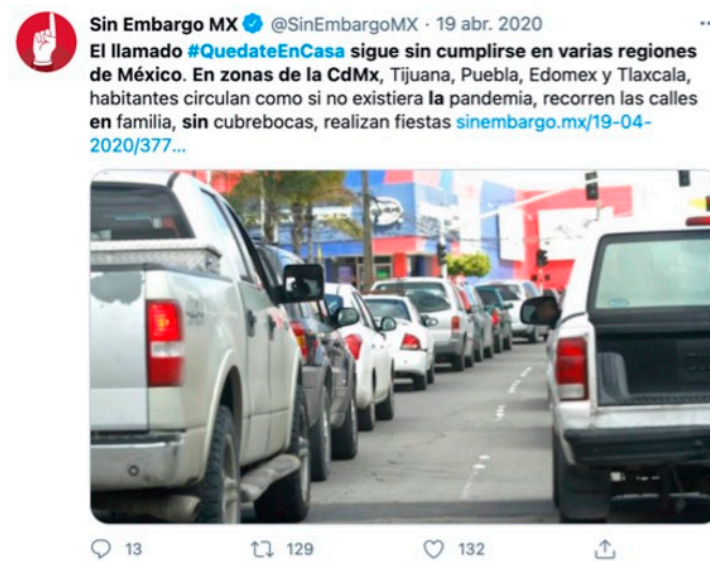 Sin Embargo MX @SinEmbargoMX · 19 abr. 2020
El llamado #QuedateEnCasa sigue sin cumplirse en varias regiones
de México. En zonas de la CdMx, Tijuana, Puebla, Edomex y Tlaxcala,
habitantes circulan como si no existiera la pandemia, recorren las calles
en familia, sin cubrebocas, realizan fiestas sinembargo.mx/19-04-
2020/377...
13 129 132